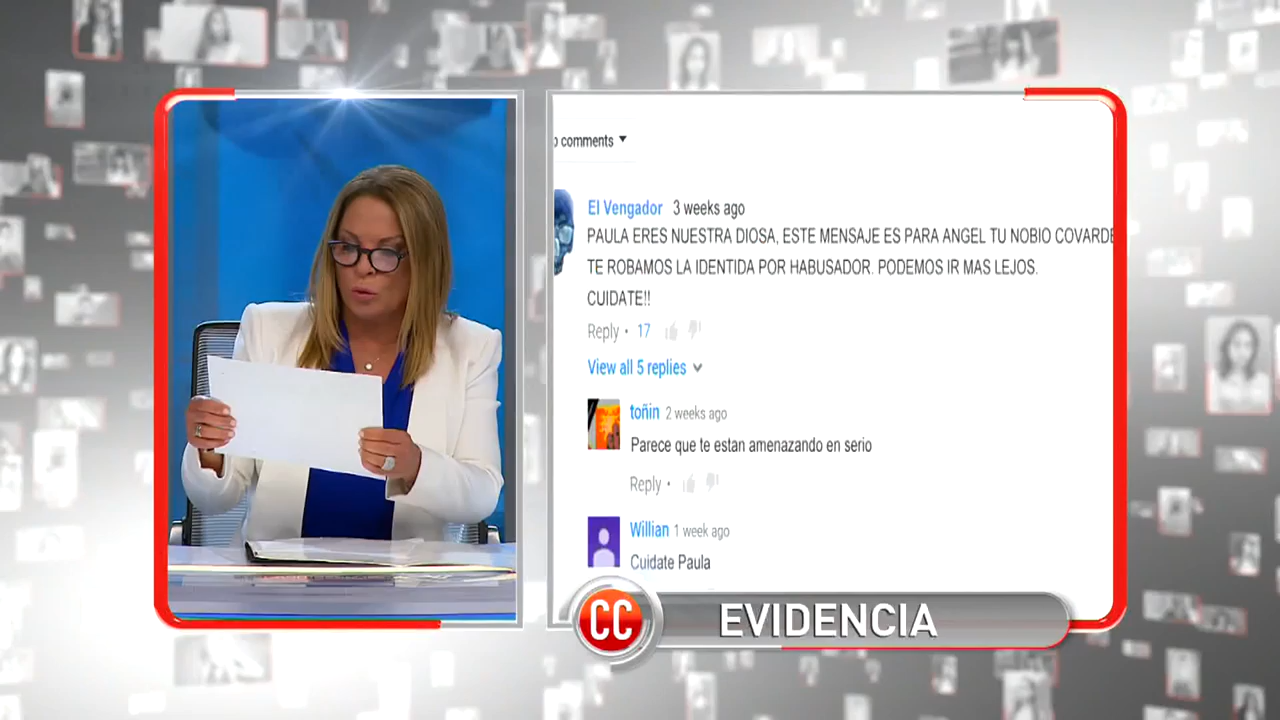 comments
El Vengador 3 weeks ago
PAULA ERES NUESTRA DIOSA, ESTE MENSAJE ES PARA ANGEL TU NOBIO COVARDE
TE ROBAMOS LA IDENTIDA POR HABUSADOR. PODEMOS IR MAS LEJOS.
CUIDATE!!
Reply • 17
View all 5 replies
toñin 2 weeks ago
Parece que te estan amenazando en serio
Reply •
Willian 1 week ago
Cuidate Paula
CC EVIDENCIA